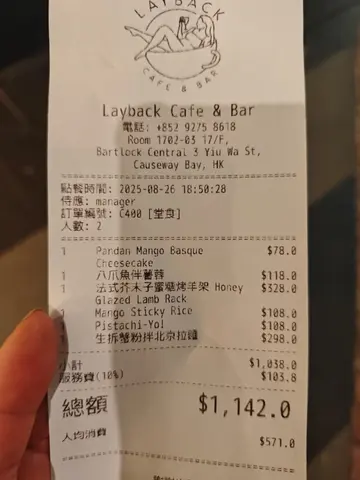 LAYBACK
CAFE & BAR
Layback Cafe & Bar
電話: +852 9275 8618
Room 1702-03 17/F,
Bartlock Central 3 Yiu Wa St,
Causeway Bay, HK
點餐時間: 2025-08-26 18:50:28
侍應: manager
訂單編號: C400 [堂食]
人數: 2
1 Pandan Mango Basque $78.0
Cheesecake
1 八爪魚伴薯蓉 $118.0
1 法式芥末子蜜糖烤羊架 Honey $328.0
Glazed Lamb Rack
1 Mango Sticky Rice $108.0
1 Pistachi-Yo! $108.0
1 生拆蟹粉拌北京拉麵 $298.0
小計 $1,038.0
服務費(10%) $103.8
總額 $1,142.0
人均消費 $571.0